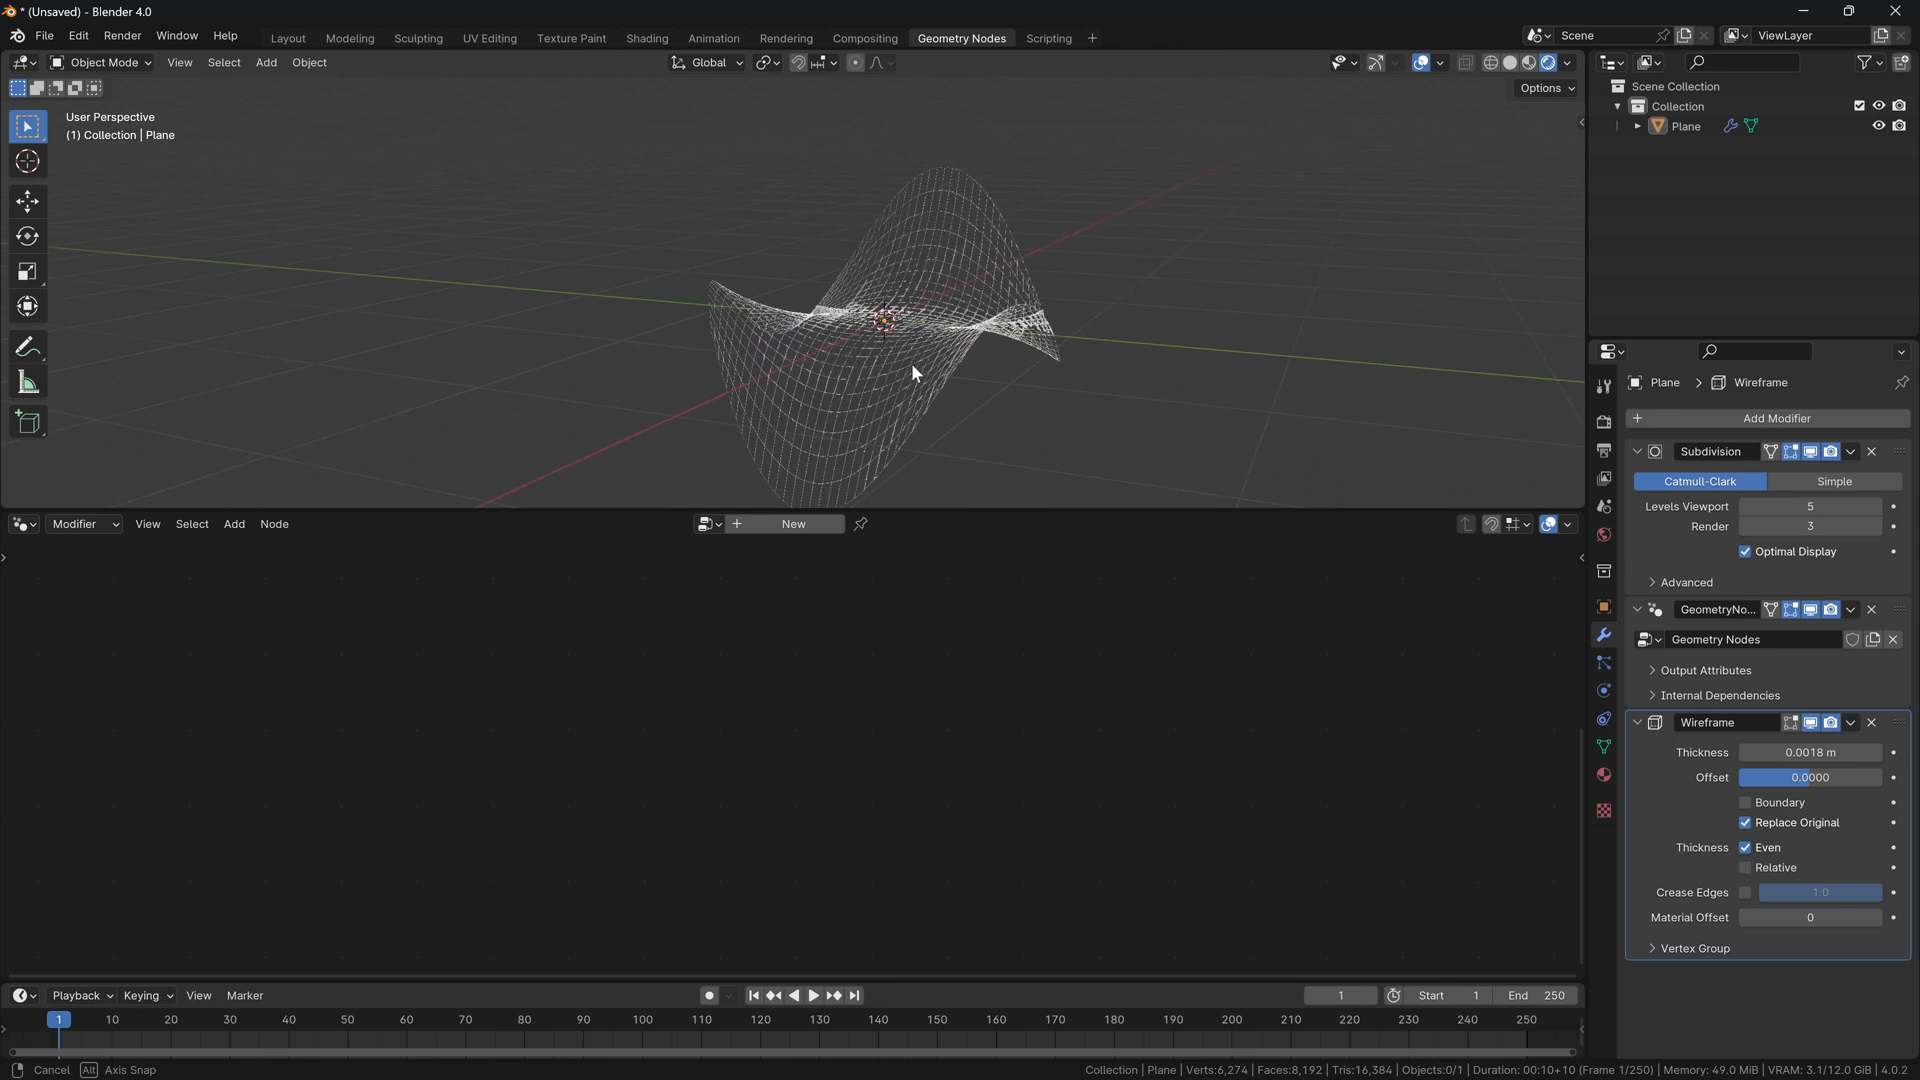 * (Unsaved) - Blender 4.0
File Edit Render Window Help Layout Modeling Sculpting UV Editing Texture Paint Shading Animation Rendering Compositing Geometry Nodes Scripting + Scene ViewLayer
Object Mode View Select Add Object Global
Options
User Perspective
(1) Collection | Plane
Scene Collection
Collection
Plane
Plane > Wireframe
+ Add Modifier
Subdivision
Catmull-Clark Simple
Levels Viewport 5
Render 3
Optimal Display
Advanced
GeometryNo...
Geometry Nodes
Output Attributes
Internal Dependencies
Wireframe
Thickness 0.0018 m
Offset 0.0000
Boundary
Replace Original
Thickness Even
Relative
Crease Edges 1.0
Material Offset 0
Vertex Group
Modifier View Select Add Node + New
Playback Keying View Marker 1 Start 1 End 250
1 10 20 30 40 50 60 70 80 90 100 110 120 130 140 150 160 170 180 190 200 210 220 230 240 250
Cancel Alt Axis Snap
Collection | Plane | Verts:6,274 | Faces:8,192 | Tris:16,384 | Objects:0/1 | Duration: 00:10+10 (Frame 1/250) | Memory: 49.0 MiB | VRAM: 3.1/12.0 GiB | 4.0.2